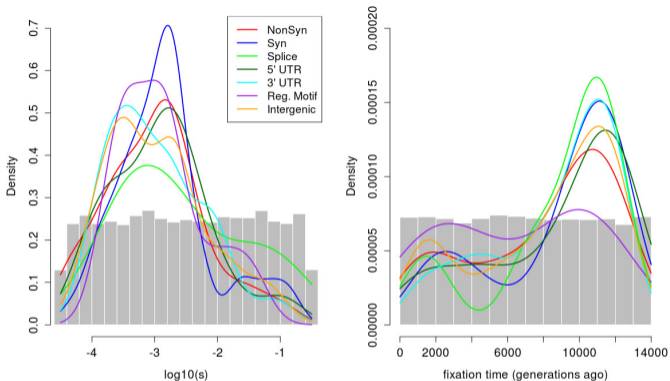 NonSyn
Syn
Splice
5' UTR
3' UTR
Reg. Motif
Intergenic
Density
0.0 0.1 0.2 0.3 0.4 0.5 0.6 0.7
-4 -3 -2 -1
log10(s)
Density
0.00000 0.00005 0.00010 0.00015 0.00020
0 2000 6000 10000 14000
fixation time (generations ago)